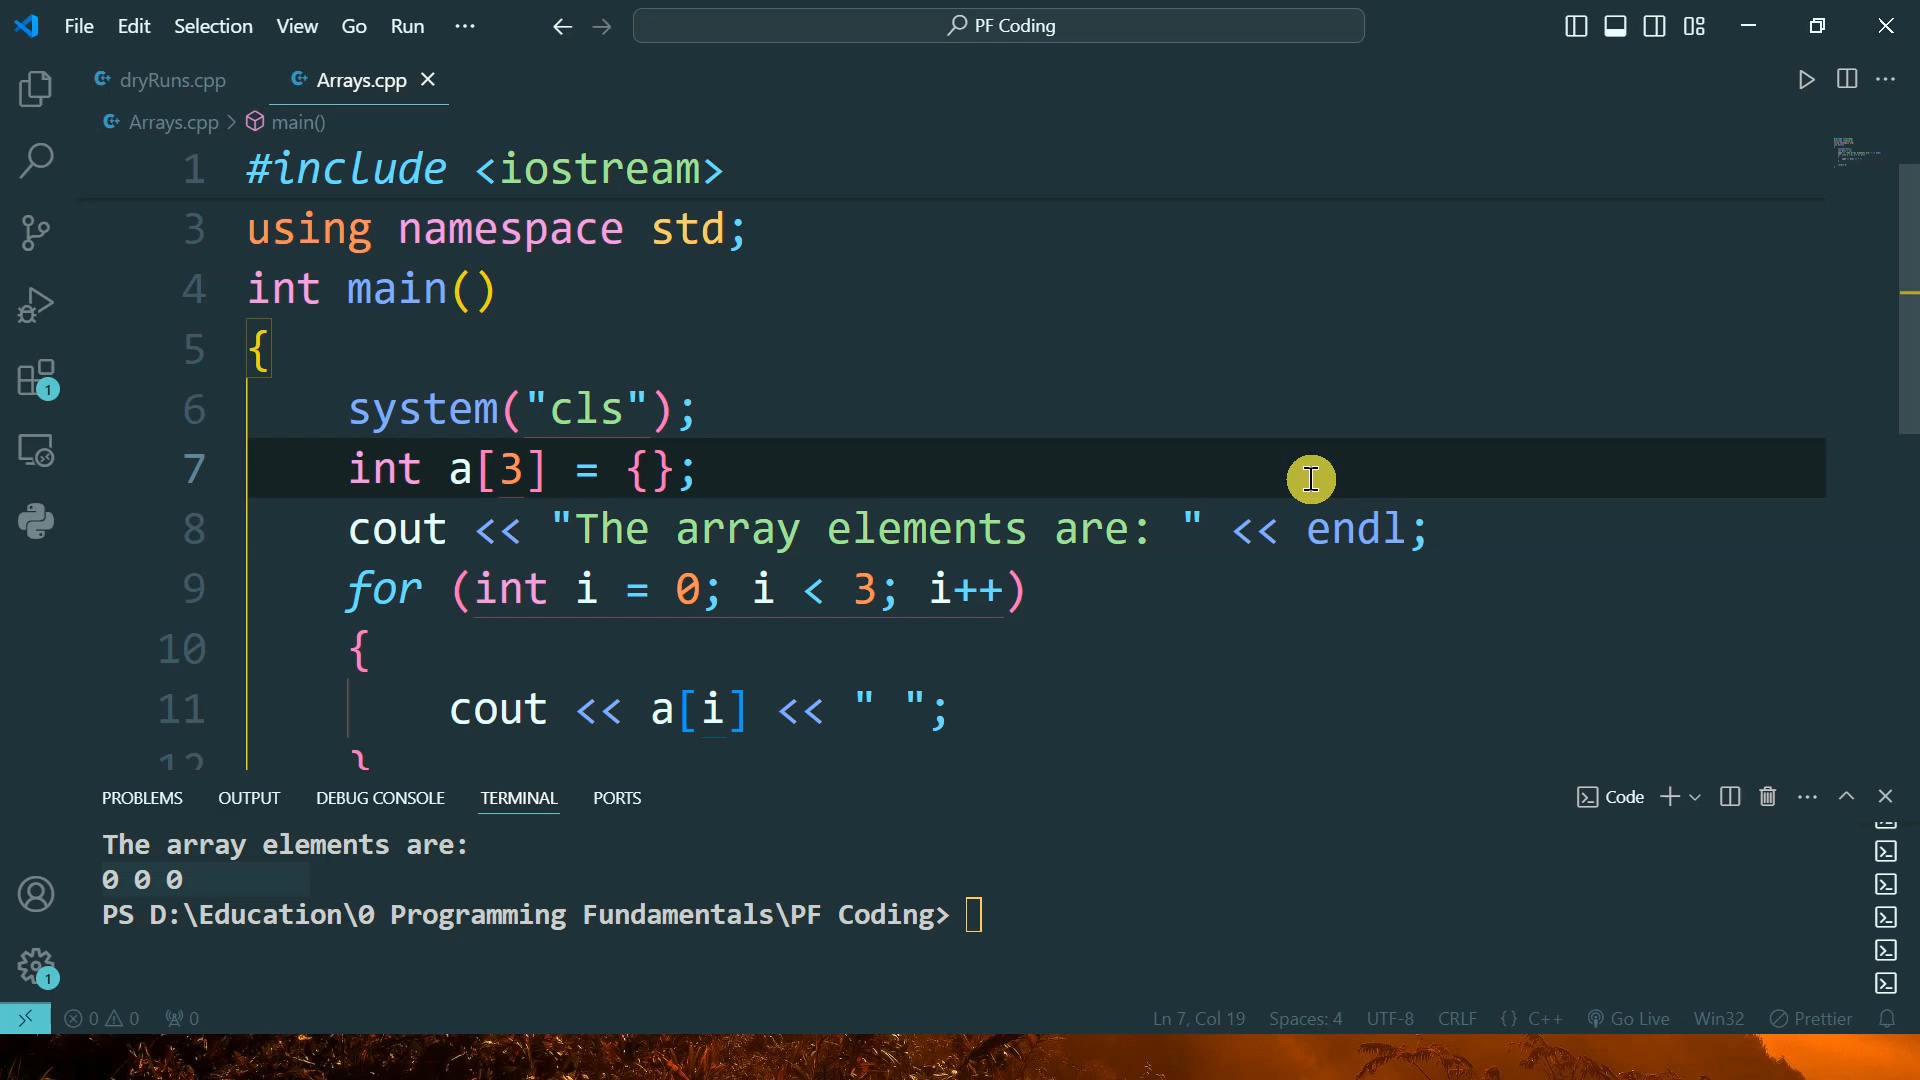 File Edit Selection View Go Run ···
PF Coding
dryRuns.cpp
Arrays.cpp
Arrays.cpp > main()
1 #include <iostream>
3 using namespace std;
4 int main()
5 {
6 system("cls");
7 int a[3] = {};
8 cout << "The array elements are: " << endl;
9 for (int i = 0; i < 3; i++)
10 {
11 cout << a[i] << " ";
12 }
PROBLEMS OUTPUT DEBUG CONSOLE TERMINAL PORTS
Code
The array elements are:
0 0 0
PS D:\Education\0 Programming Fundamentals\PF Coding>
1
1
0 0 0
Ln 7, Col 19 Spaces: 4 UTF-8 CRLF {} C++ Go Live Win32 Prettier